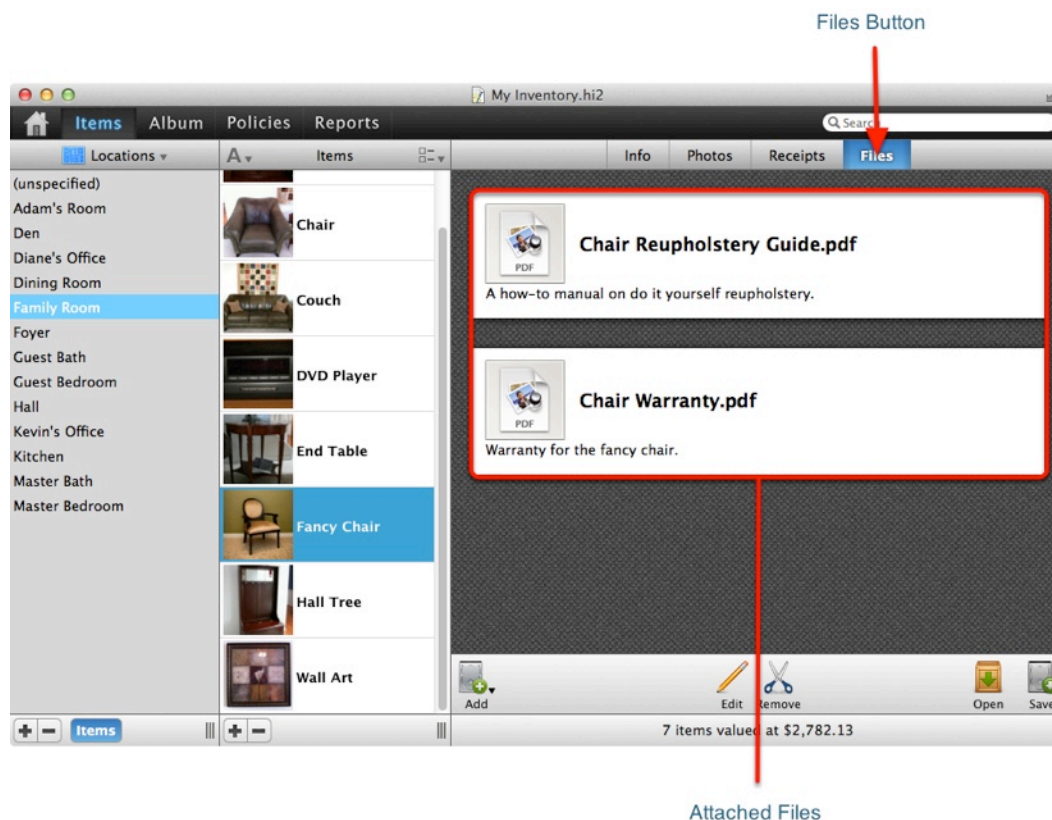 Files Button
My Inventory.hi2
Items Album Policies Reports
Search
Locations
A Items
Info Photos Receipts Files
(unspecified)
Adam's Room
Den
Diane's Office
Dining Room
Family Room
Foyer
Guest Bath
Guest Bedroom
Hall
Kevin's Office
Kitchen
Master Bath
Master Bedroom
Chair
Couch
DVD Player
End Table
Fancy Chair
Hall Tree
Wall Art
PDF
Chair Reupholstery Guide.pdf
A how-to manual on do it yourself reupholstery.
PDF
Chair Warranty.pdf
Warranty for the fancy chair.
Add
Edit
Remove
Open
Save
Items
7 items valued at $2,782.13
Attached Files